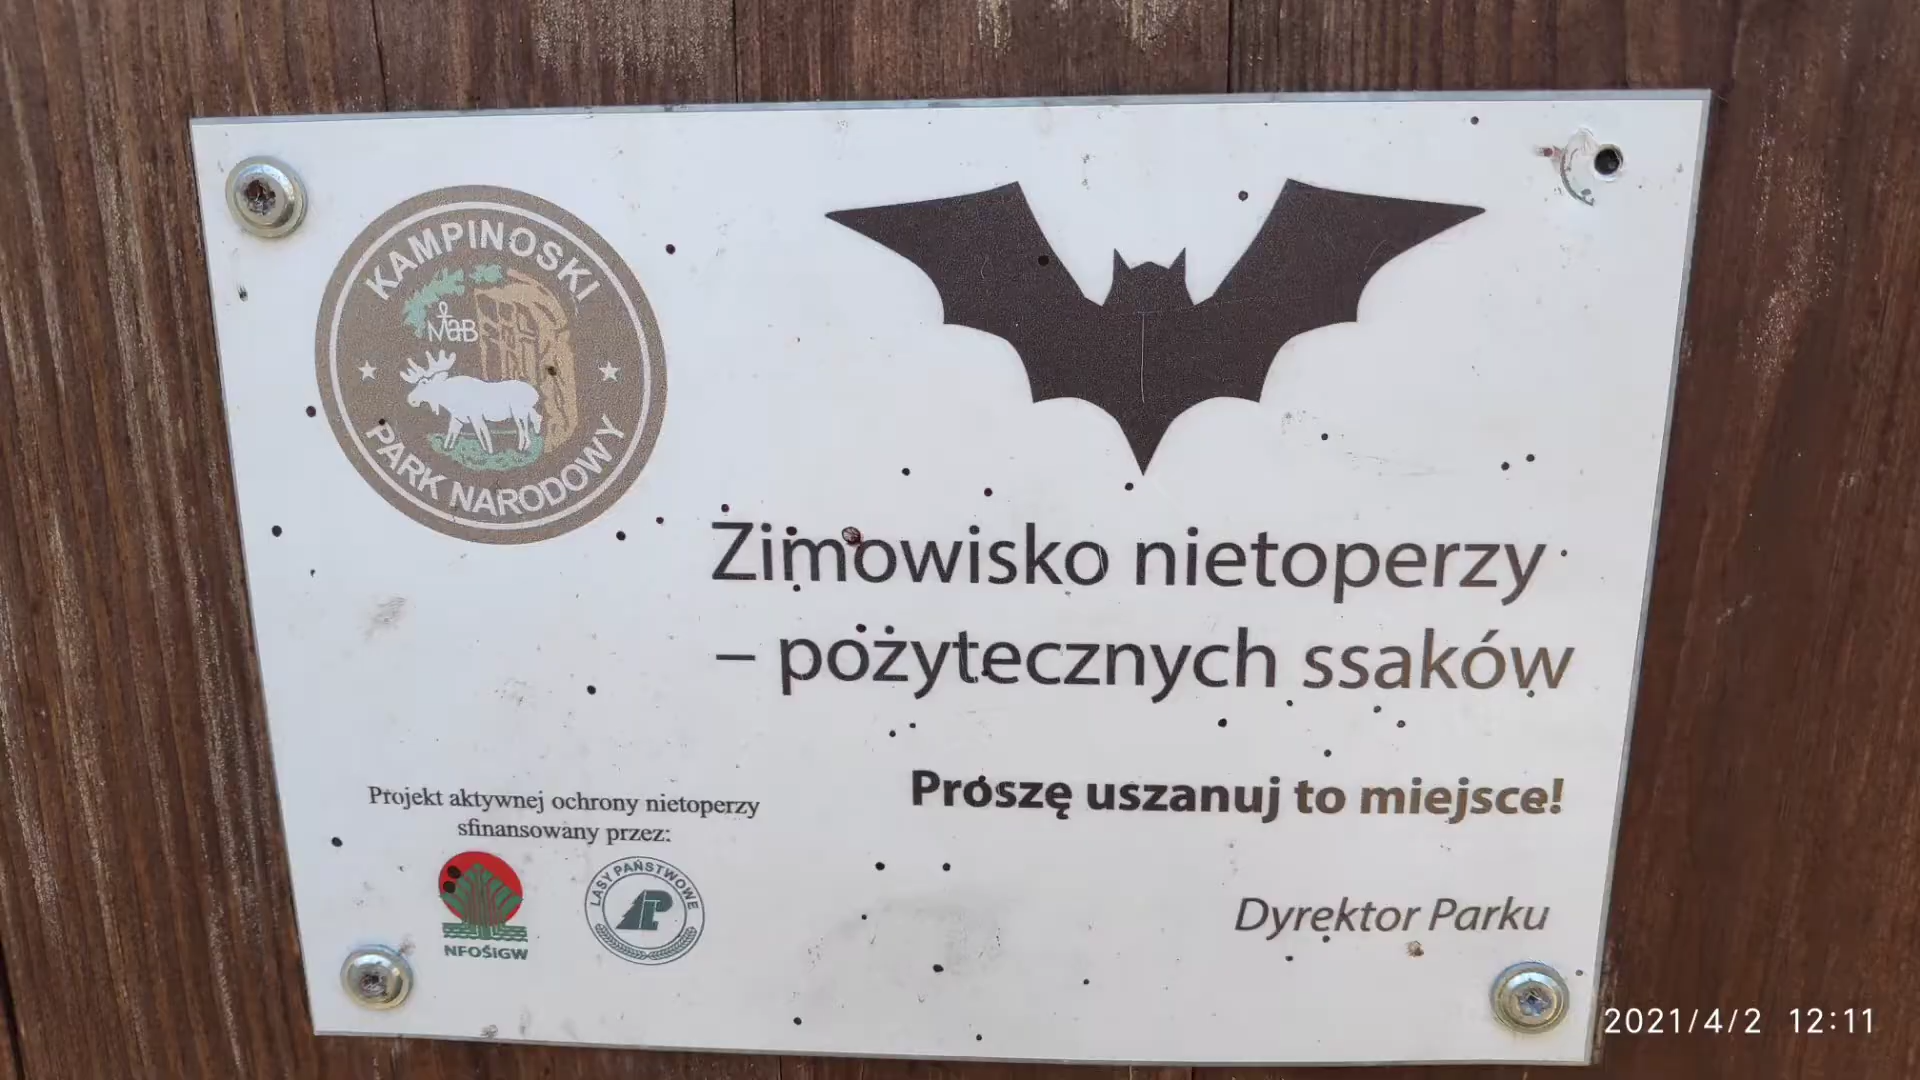 KAMPINOSKI
MaB
PARK NARODOWY
Zimowisko nietoperzy
– pożytecznych ssaków
Proszę uszanuj to miejsce!
Projekt aktywnej ochrony nietoperzy
sfinansowany przez:
NFOŚiGW
LASY PAŃSTWOWE
LP
Dyrektor Parku
2021/4/2 12:11